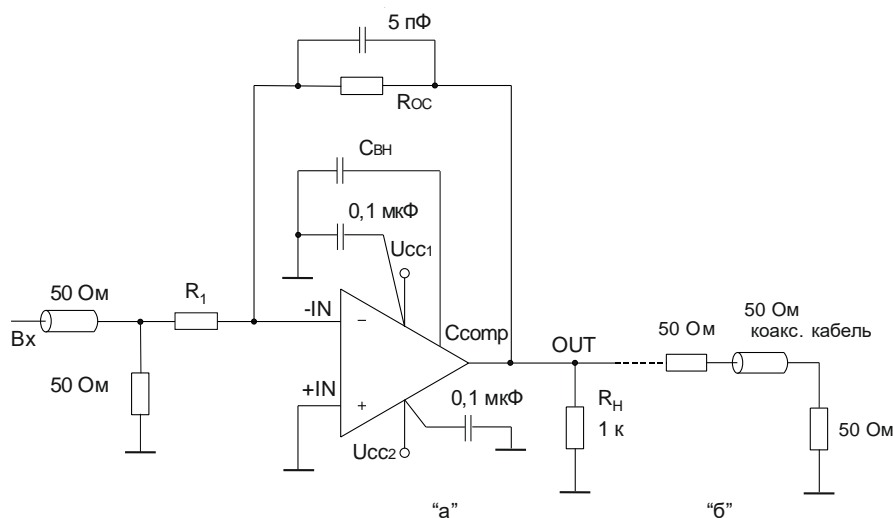 5 пФ
Rос
Cвн
0,1 мкФ
Ucc1
50 Ом
R1
-IN
Вх
50 Ом
Ccomp
OUT
50 Ом
50 Ом
коакс. кабель
+IN
0,1 мкФ
Rн
1 к
50 Ом
Ucc2
“а”
“б”